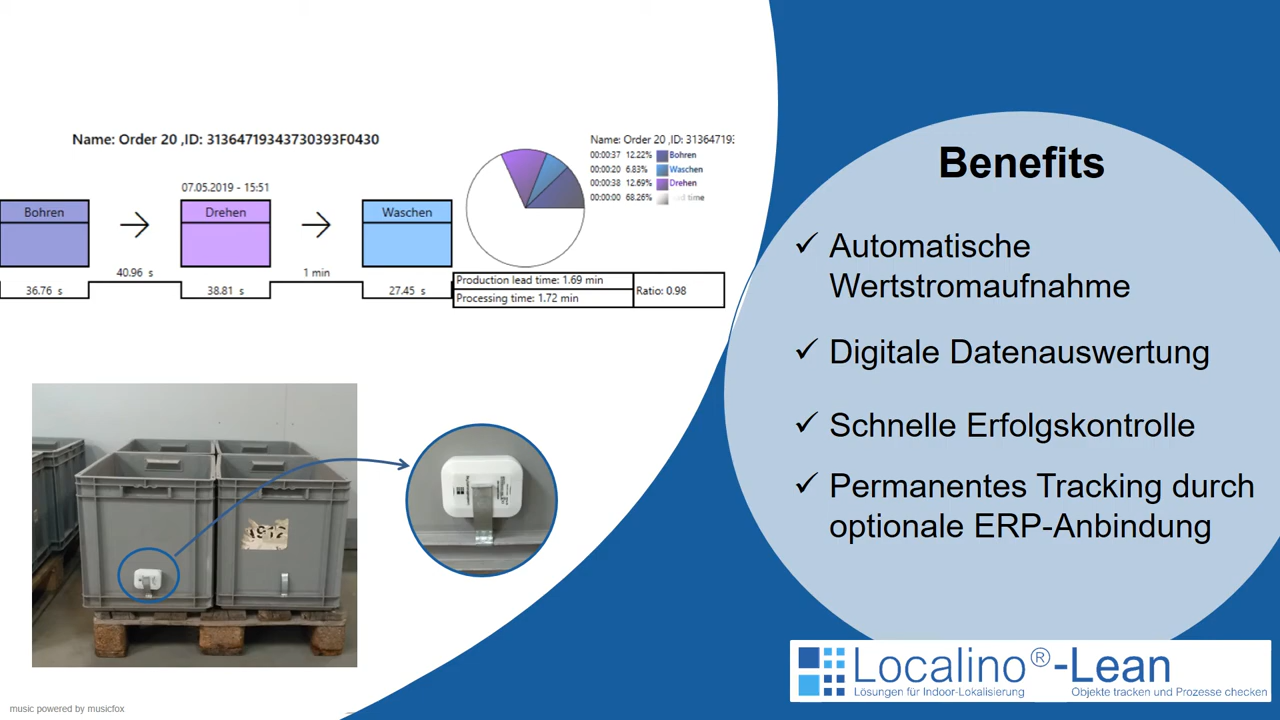 Name: Order 20 ,ID: 31364719343730393F0430
07.05.2019 - 15:51
Bohren
Drehen
Waschen
40.96 s
1 min
36.76 s
38.81 s
27.45 s
Name: Order 20 ,ID: 313647193
00:00:37 12.22% Bohren
00:00:20 6.83% Waschen
00:00:38 12.69% Drehen
00:00:00 68.26% time
Production lead time: 1.69 min
Processing time: 1.72 min
Ratio: 0.98
Benefits
✓ Automatische
Wertstromaufnahme
✓ Digitale Datenauswertung
✓ Schnelle Erfolgskontrolle
✓ Permanentes Tracking durch
optionale ERP-Anbindung
Localino®-Lean
Lösungen für Indoor-Lokalisierung
Objekte tracken und Prozesse checken
music powered by musicfox